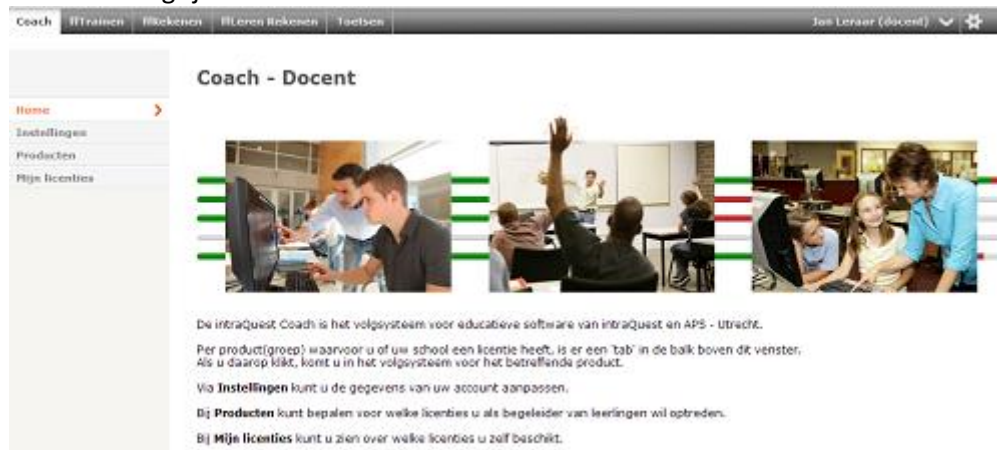 Coach
Toetsen
Jan Leraar (docent)
Coach - Docent
Home
Instellingen
Producten
Mijn licenties
De intraQuest Coach is het volgsysteem voor educatieve software van intraQuest en APS - Utrecht.
Per product(groep) waarvoor u of uw school een licentie heeft, is er een 'tab' in de balk boven dit venster.
Als u daarop klikt, komt u in het volgsysteem voor het betreffende product.
Via Instellingen kunt u de gegevens van uw account aanpassen.
Bij Producten kunt bepalen voor welke licenties u als begeleider van leerlingen wil optreden.
Bij Mijn licenties kunt u zien over welke licenties u zelf beschikt.